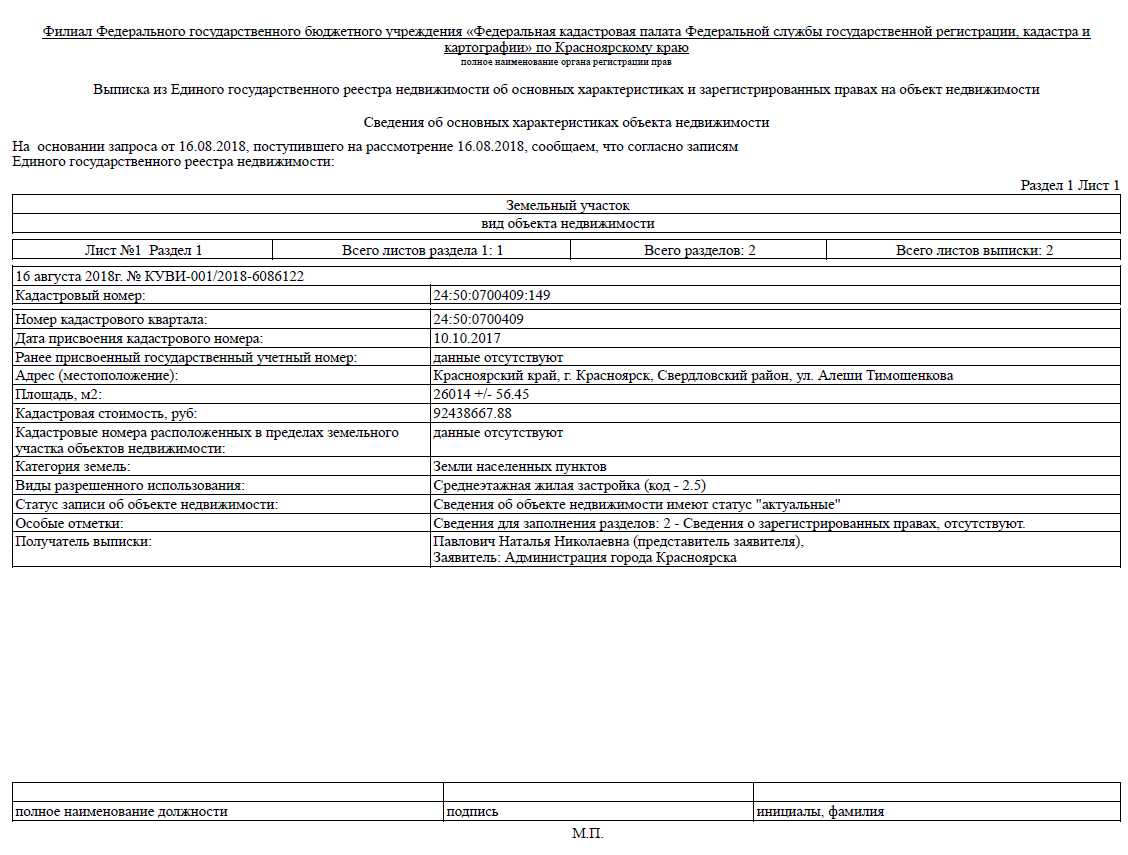 Филиал Федерального государственного бюджетного учреждения «Федеральная кадастровая палата Федеральной службы государственной регистрации, кадастра и
картографии» по Красноярскому краю
полное наименование органа регистрации прав
Выписка из Единого государственного реестра недвижимости об основных характеристиках и зарегистрированных правах на объект недвижимости
Сведения об основных характеристиках объекта недвижимости
На основании запроса от 16.08.2018, поступившего на рассмотрение 16.08.2018, сообщаем, что согласно записям
Единого государственного реестра недвижимости:
Раздел 1 Лист 1
Земельный участок
вид объекта недвижимости
Лист №1 Раздел 1 Всего листов раздела 1: 1 Всего разделов: 2 Всего листов выписки: 2
16 августа 2018г. № КУВИ-001/2018-6086122
Кадастровый номер: 24:50:0700409:149
Номер кадастрового квартала: 24:50:0700409
Дата присвоения кадастрового номера: 10.10.2017
Ранее присвоенный государственный учетный номер: данные отсутствуют
Адрес (местоположение): Красноярский край, г. Красноярск, Свердловский район, ул. Алеши Тимошенкова
Площадь, м2: 26014 +/- 56.45
Кадастровая стоимость, руб: 92438667.88
Кадастровые номера расположенных в пределах земельного данные отсутствуют
участка объектов недвижимости:
Категория земель: Земли населенных пунктов
Виды разрешенного использования: Среднеэтажная жилая застройка (код - 2.5)
Статус записи об объекте недвижимости: Сведения об объекте недвижимости имеют статус "актуальные"
Особые отметки: Сведения для заполнения разделов: 2 - Сведения о зарегистрированных правах, отсутствуют.
Получатель выписки: Павлович Наталья Николаевна (представитель заявителя),
Заявитель: Администрация города Красноярска
полное наименование должности подпись инициалы, фамилия
М.П.